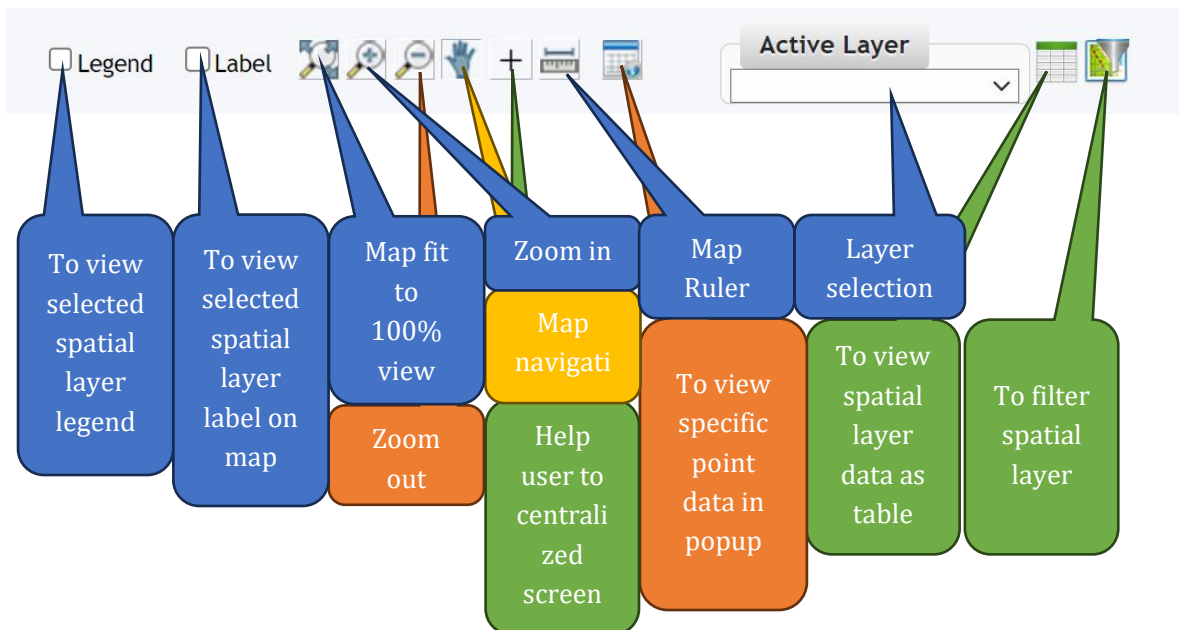 Legend
Label
Active Layer
To view
selected
spatial
layer
legend
To view
selected
spatial
layer
label on
map
Map fit
to
100%
view
Zoom
out
Zoom in
Map
navigati
Help
user to
centrali
zed
screen
Map
Ruler
To view
specific
point
data in
popup
Layer
selection
To view
spatial
layer
data as
table
To filter
spatial
layer